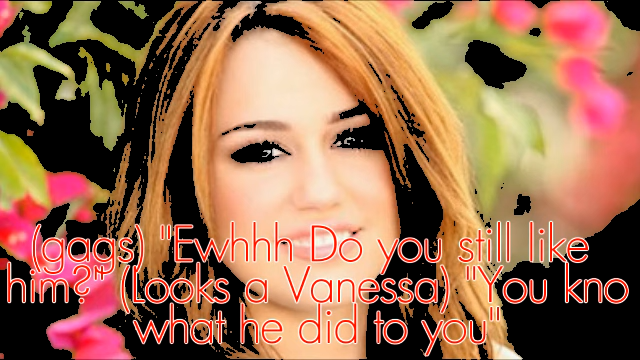 (gags) "Ewhhh Do you still like
him?" (Looks a Vanessa) "You kno
what he did to you"